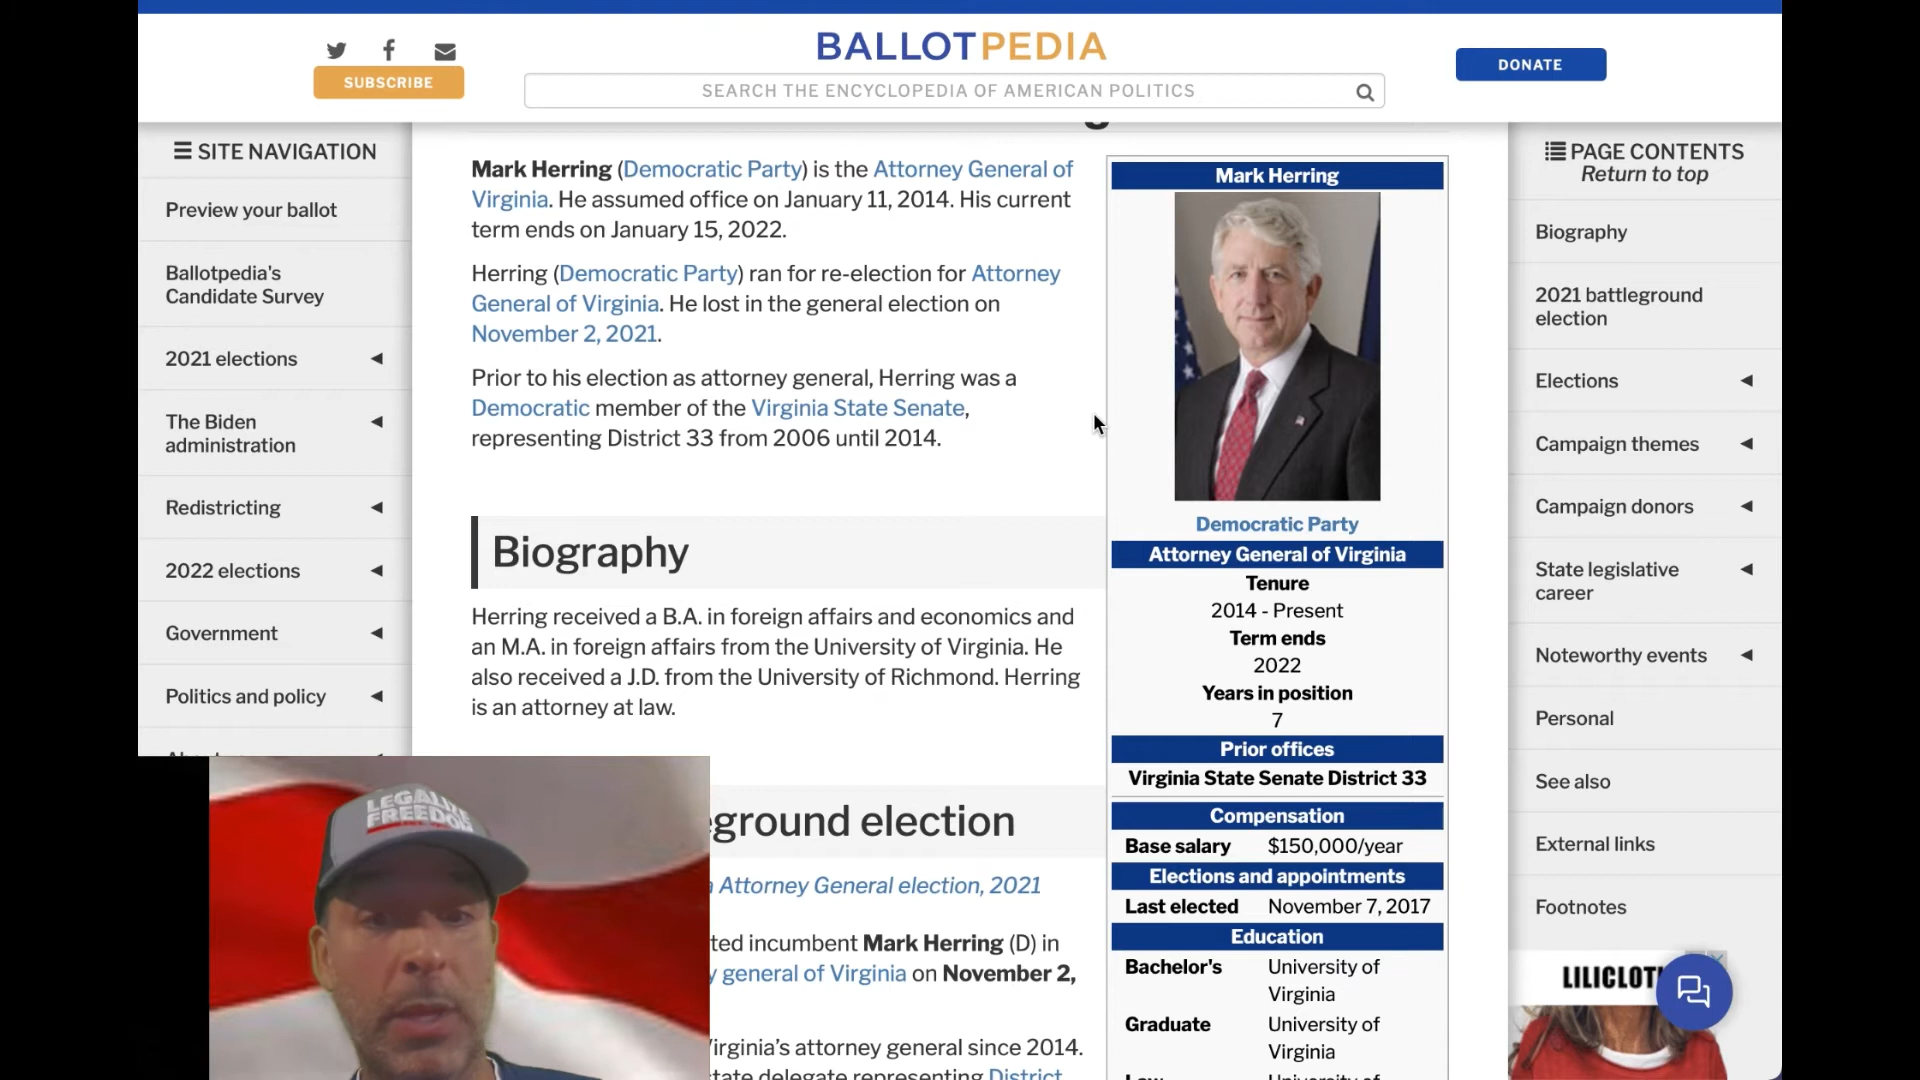 BALLOTPEDIA
SUBSCRIBE
SEARCH THE ENCYCLOPEDIA OF AMERICAN POLITICS
DONATE
SITE NAVIGATION
Preview your ballot
Ballotpedia's
Candidate Survey
2021 elections
The Biden
administration
Redistricting
2022 elections
Government
Politics and policy
Mark Herring (Democratic Party) is the Attorney General of
Virginia. He assumed office on January 11, 2014. His current
term ends on January 15, 2022.
Herring (Democratic Party) ran for re-election for Attorney
General of Virginia. He lost in the general election on
November 2, 2021.
Prior to his election as attorney general, Herring was a
Democratic member of the Virginia State Senate,
representing District 33 from 2006 until 2014.
Biography
Herring received a B.A. in foreign affairs and economics and
an M.A. in foreign affairs from the University of Virginia. He
also received a J.D. from the University of Richmond. Herring
is an attorney at law.
ground election
Attorney General election, 2021
incumbent Mark Herring (D) in
general of Virginia on November 2,
Virginia's attorney general since 2014.
state delegate representing District
Mark Herring
Democratic Party
Attorney General of Virginia
Tenure
2014 - Present
Term ends
2022
Years in position
7
Prior offices
Virginia State Senate District 33
Compensation
Base salary $150,000/year
Elections and appointments
Last elected November 7, 2017
Education
Bachelor's University of
Virginia
Graduate University of
Virginia
PAGE CONTENTS
Return to top
Biography
2021 battleground
election
Elections
Campaign themes
Campaign donors
State legislative
career
Noteworthy events
Personal
See also
External links
Footnotes
LILICLOT
LEGALIZE
FREEDOM